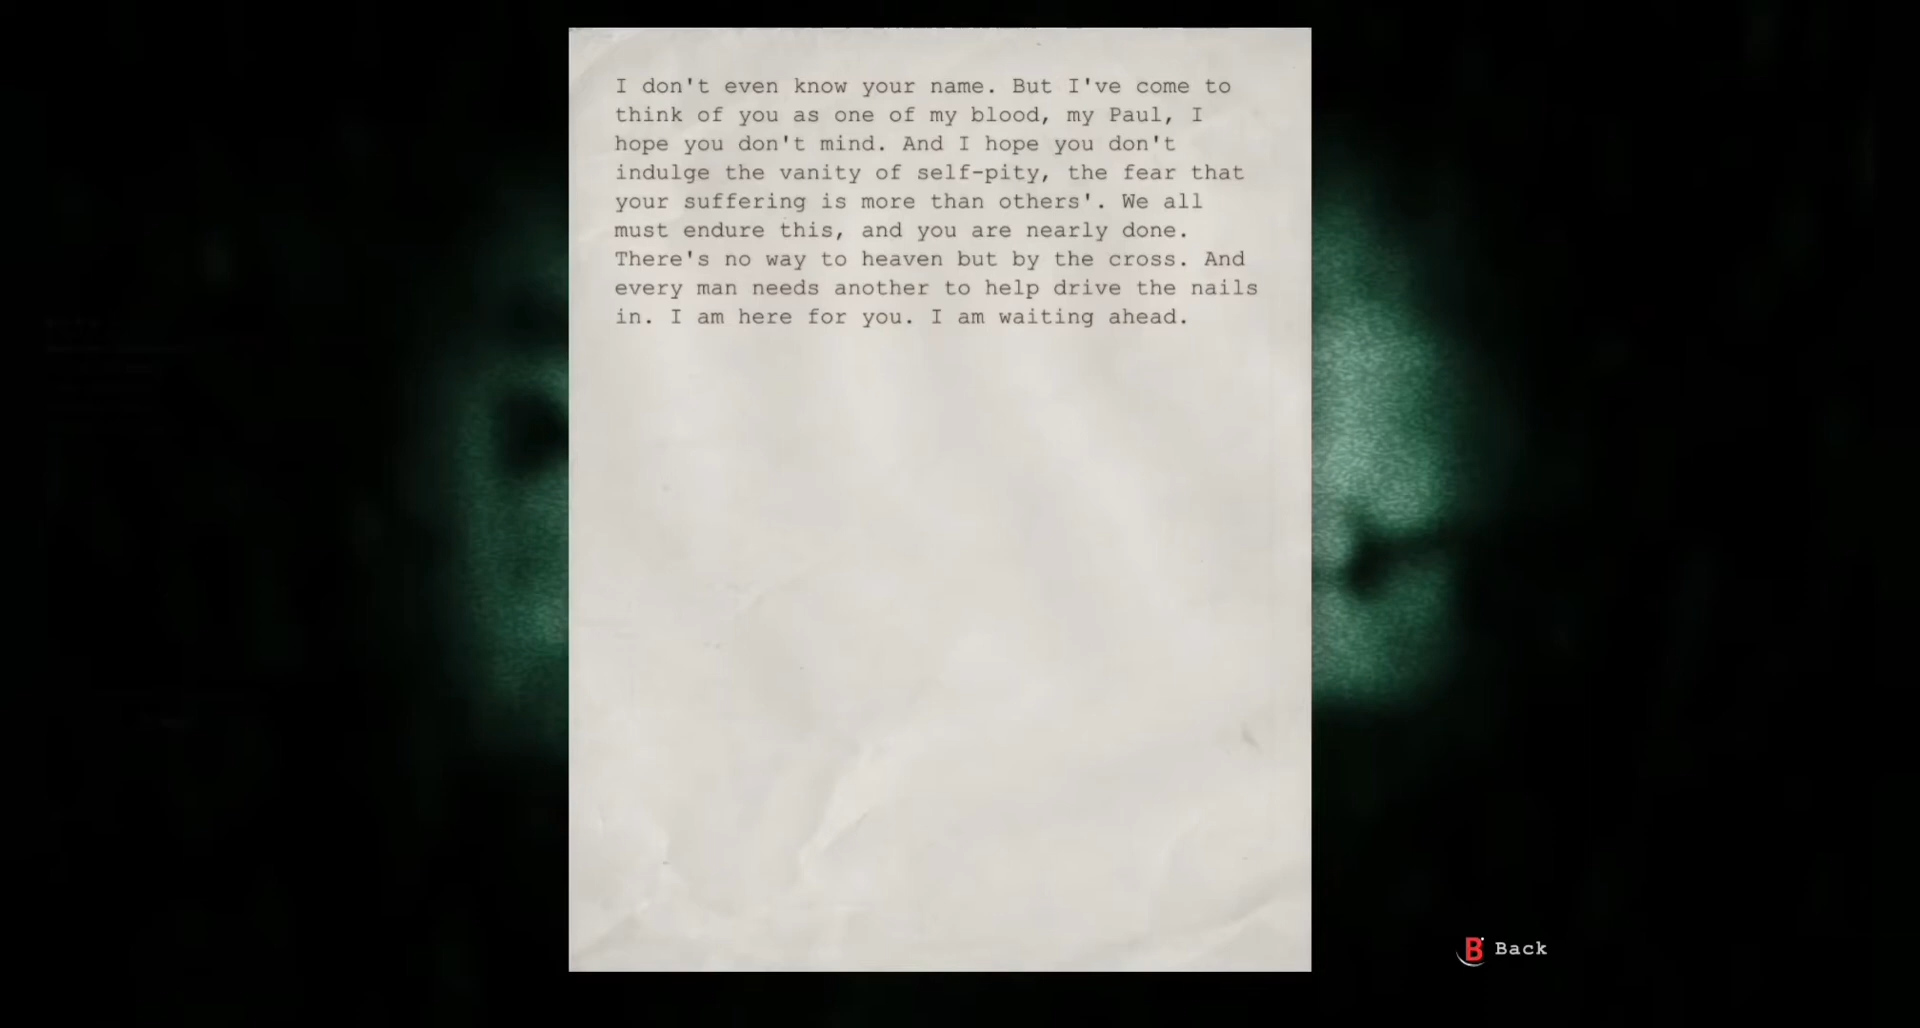 I don't even know your name. But I've come to
think of you as one of my blood, my Paul, I
hope you don't mind. And I hope you don't
indulge the vanity of self-pity, the fear that
your suffering is more than others'. We all
must endure this, and you are nearly done.
There's no way to heaven but by the cross. And
every man needs another to help drive the nails
in. I am here for you. I am waiting ahead.
B Back